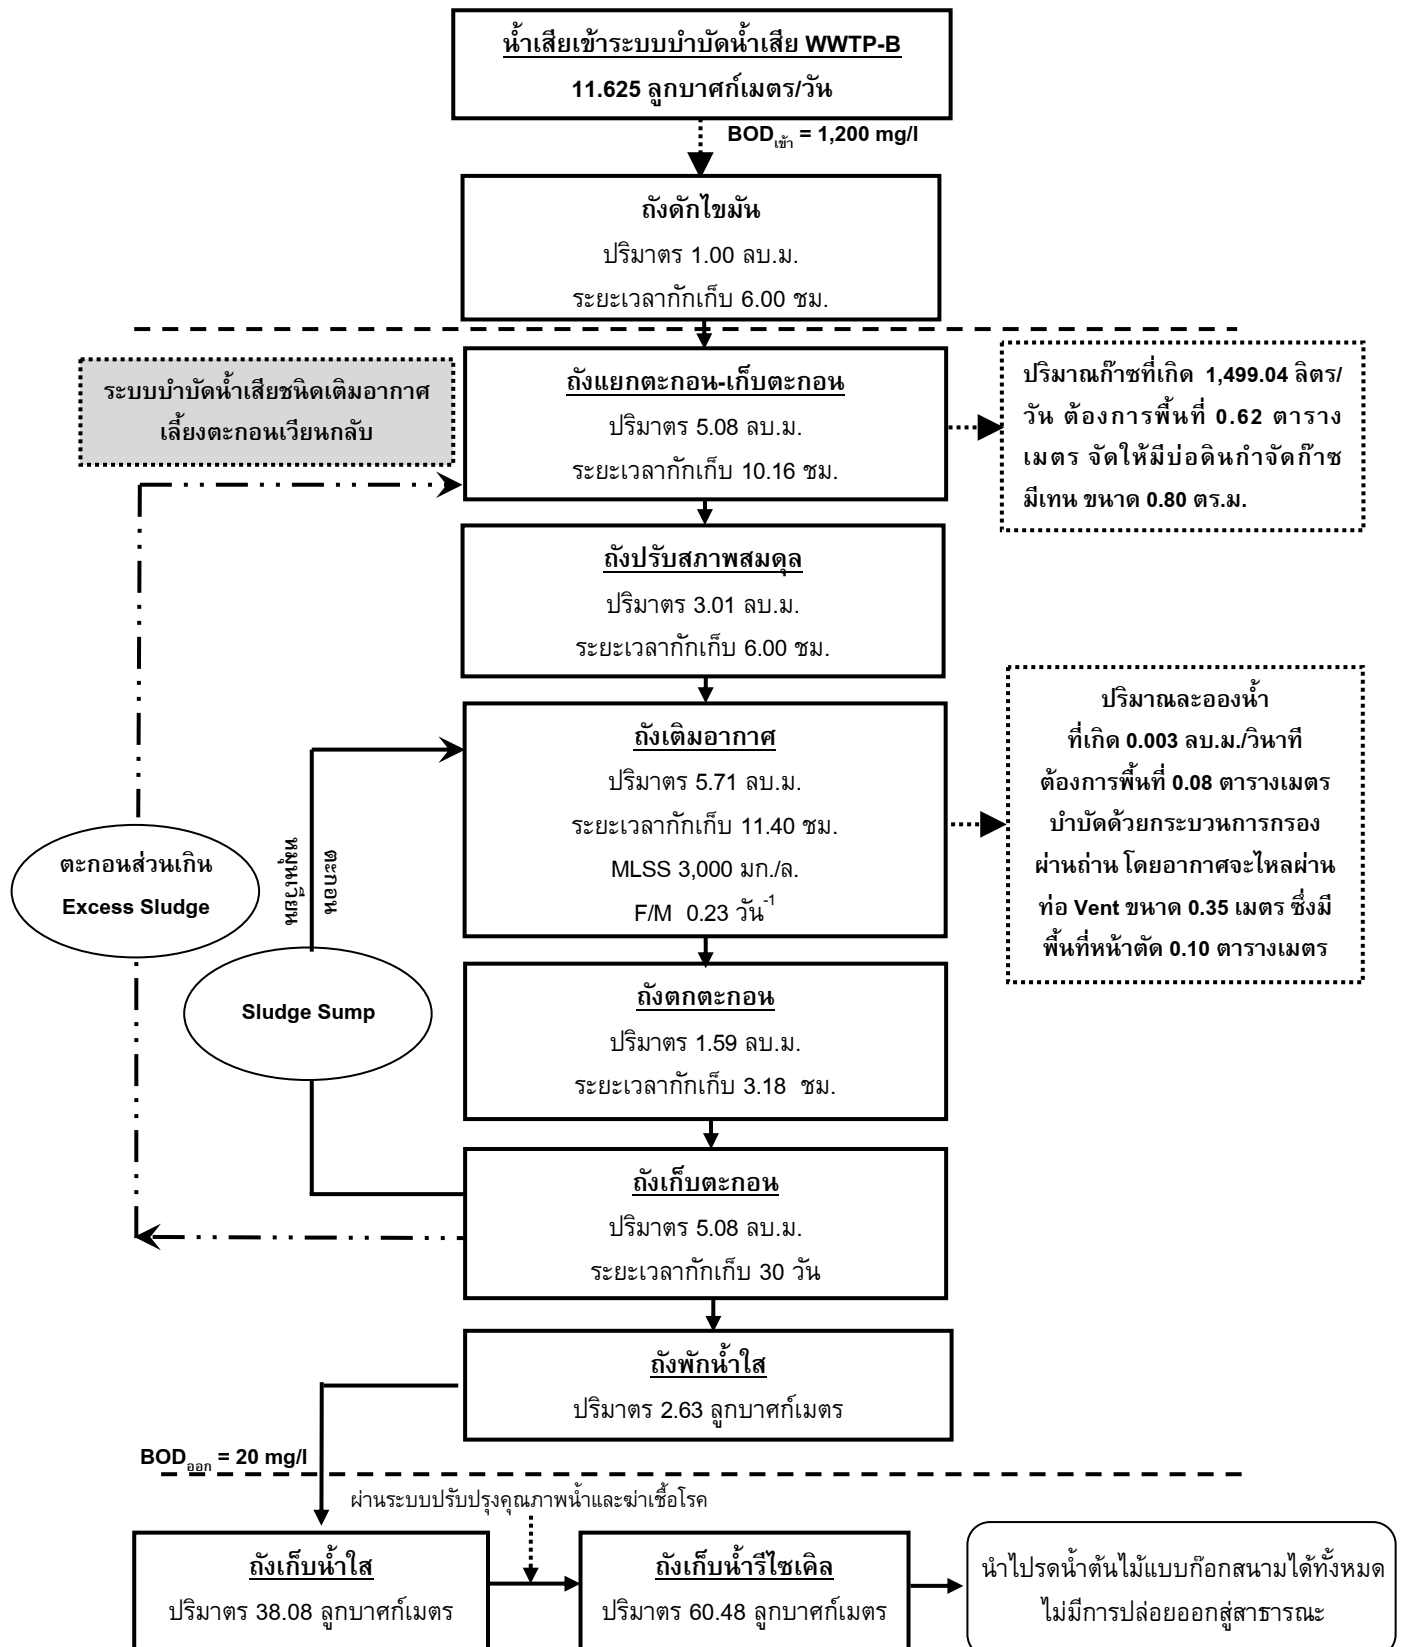 น้ำเสียเข้าระบบบำบัดน้ำเสีย WWTP-B
11.625 ลูกบาศก์เมตร/วัน
BODเข้า = 1,200 mg/l
ถังดักไขมัน
ปริมาตร 1.00 ลบ.ม.
ระยะเวลากักเก็บ 6.00 ชม.
ระบบบำบัดน้ำเสียชนิดเติมอากาศ
เลี้ยงตะกอนเวียนกลับ
ถังแยกตะกอน-เก็บตะกอน
ปริมาตร 5.08 ลบ.ม.
ระยะเวลากักเก็บ 10.16 ชม.
ปริมาณก๊าซที่เกิด 1,499.04 ลิตร/
วัน ต้องการพื้นที่ 0.62 ตาราง
เมตร จัดให้มีบ่อดินกำจัดก๊าซ
มีเทน ขนาด 0.80 ตร.ม.
ถังปรับสภาพสมดุล
ปริมาตร 3.01 ลบ.ม.
ระยะเวลากักเก็บ 6.00 ชม.
ถังเติมอากาศ
ปริมาตร 5.71 ลบ.ม.
ระยะเวลากักเก็บ 11.40 ชม.
MLSS 3,000 มก./ล.
F/M 0.23 วัน-1
ปริมาณละอองน้ำ
ที่เกิด 0.003 ลบ.ม./วินาที
ต้องการพื้นที่ 0.08 ตารางเมตร
บำบัดด้วยกระบวนการกรอง
ผ่านถ่าน โดยอากาศจะไหลผ่าน
ท่อ Vent ขนาด 0.35 เมตร ซึ่งมี
พื้นที่หน้าตัด 0.10 ตารางเมตร
ตะกอนส่วนเกิน
Excess Sludge
ตะกอน
หมุนเวียน
Sludge Sump
ถังตกตะกอน
ปริมาตร 1.59 ลบ.ม.
ระยะเวลากักเก็บ 3.18 ชม.
ถังเก็บตะกอน
ปริมาตร 5.08 ลบ.ม.
ระยะเวลากักเก็บ 30 วัน
ถังพักน้ำใส
ปริมาตร 2.63 ลูกบาศก์เมตร
BODออก = 20 mg/l
ผ่านระบบปรับปรุงคุณภาพน้ำและฆ่าเชื้อโรค
ถังเก็บน้ำใส
ปริมาตร 38.08 ลูกบาศก์เมตร
ถังเก็บน้ำรีไซเคิล
ปริมาตร 60.48 ลูกบาศก์เมตร
นำไปรดน้ำต้นไม้แบบก๊อกสนามได้ทั้งหมด
ไม่มีการปล่อยออกสู่สาธารณะ